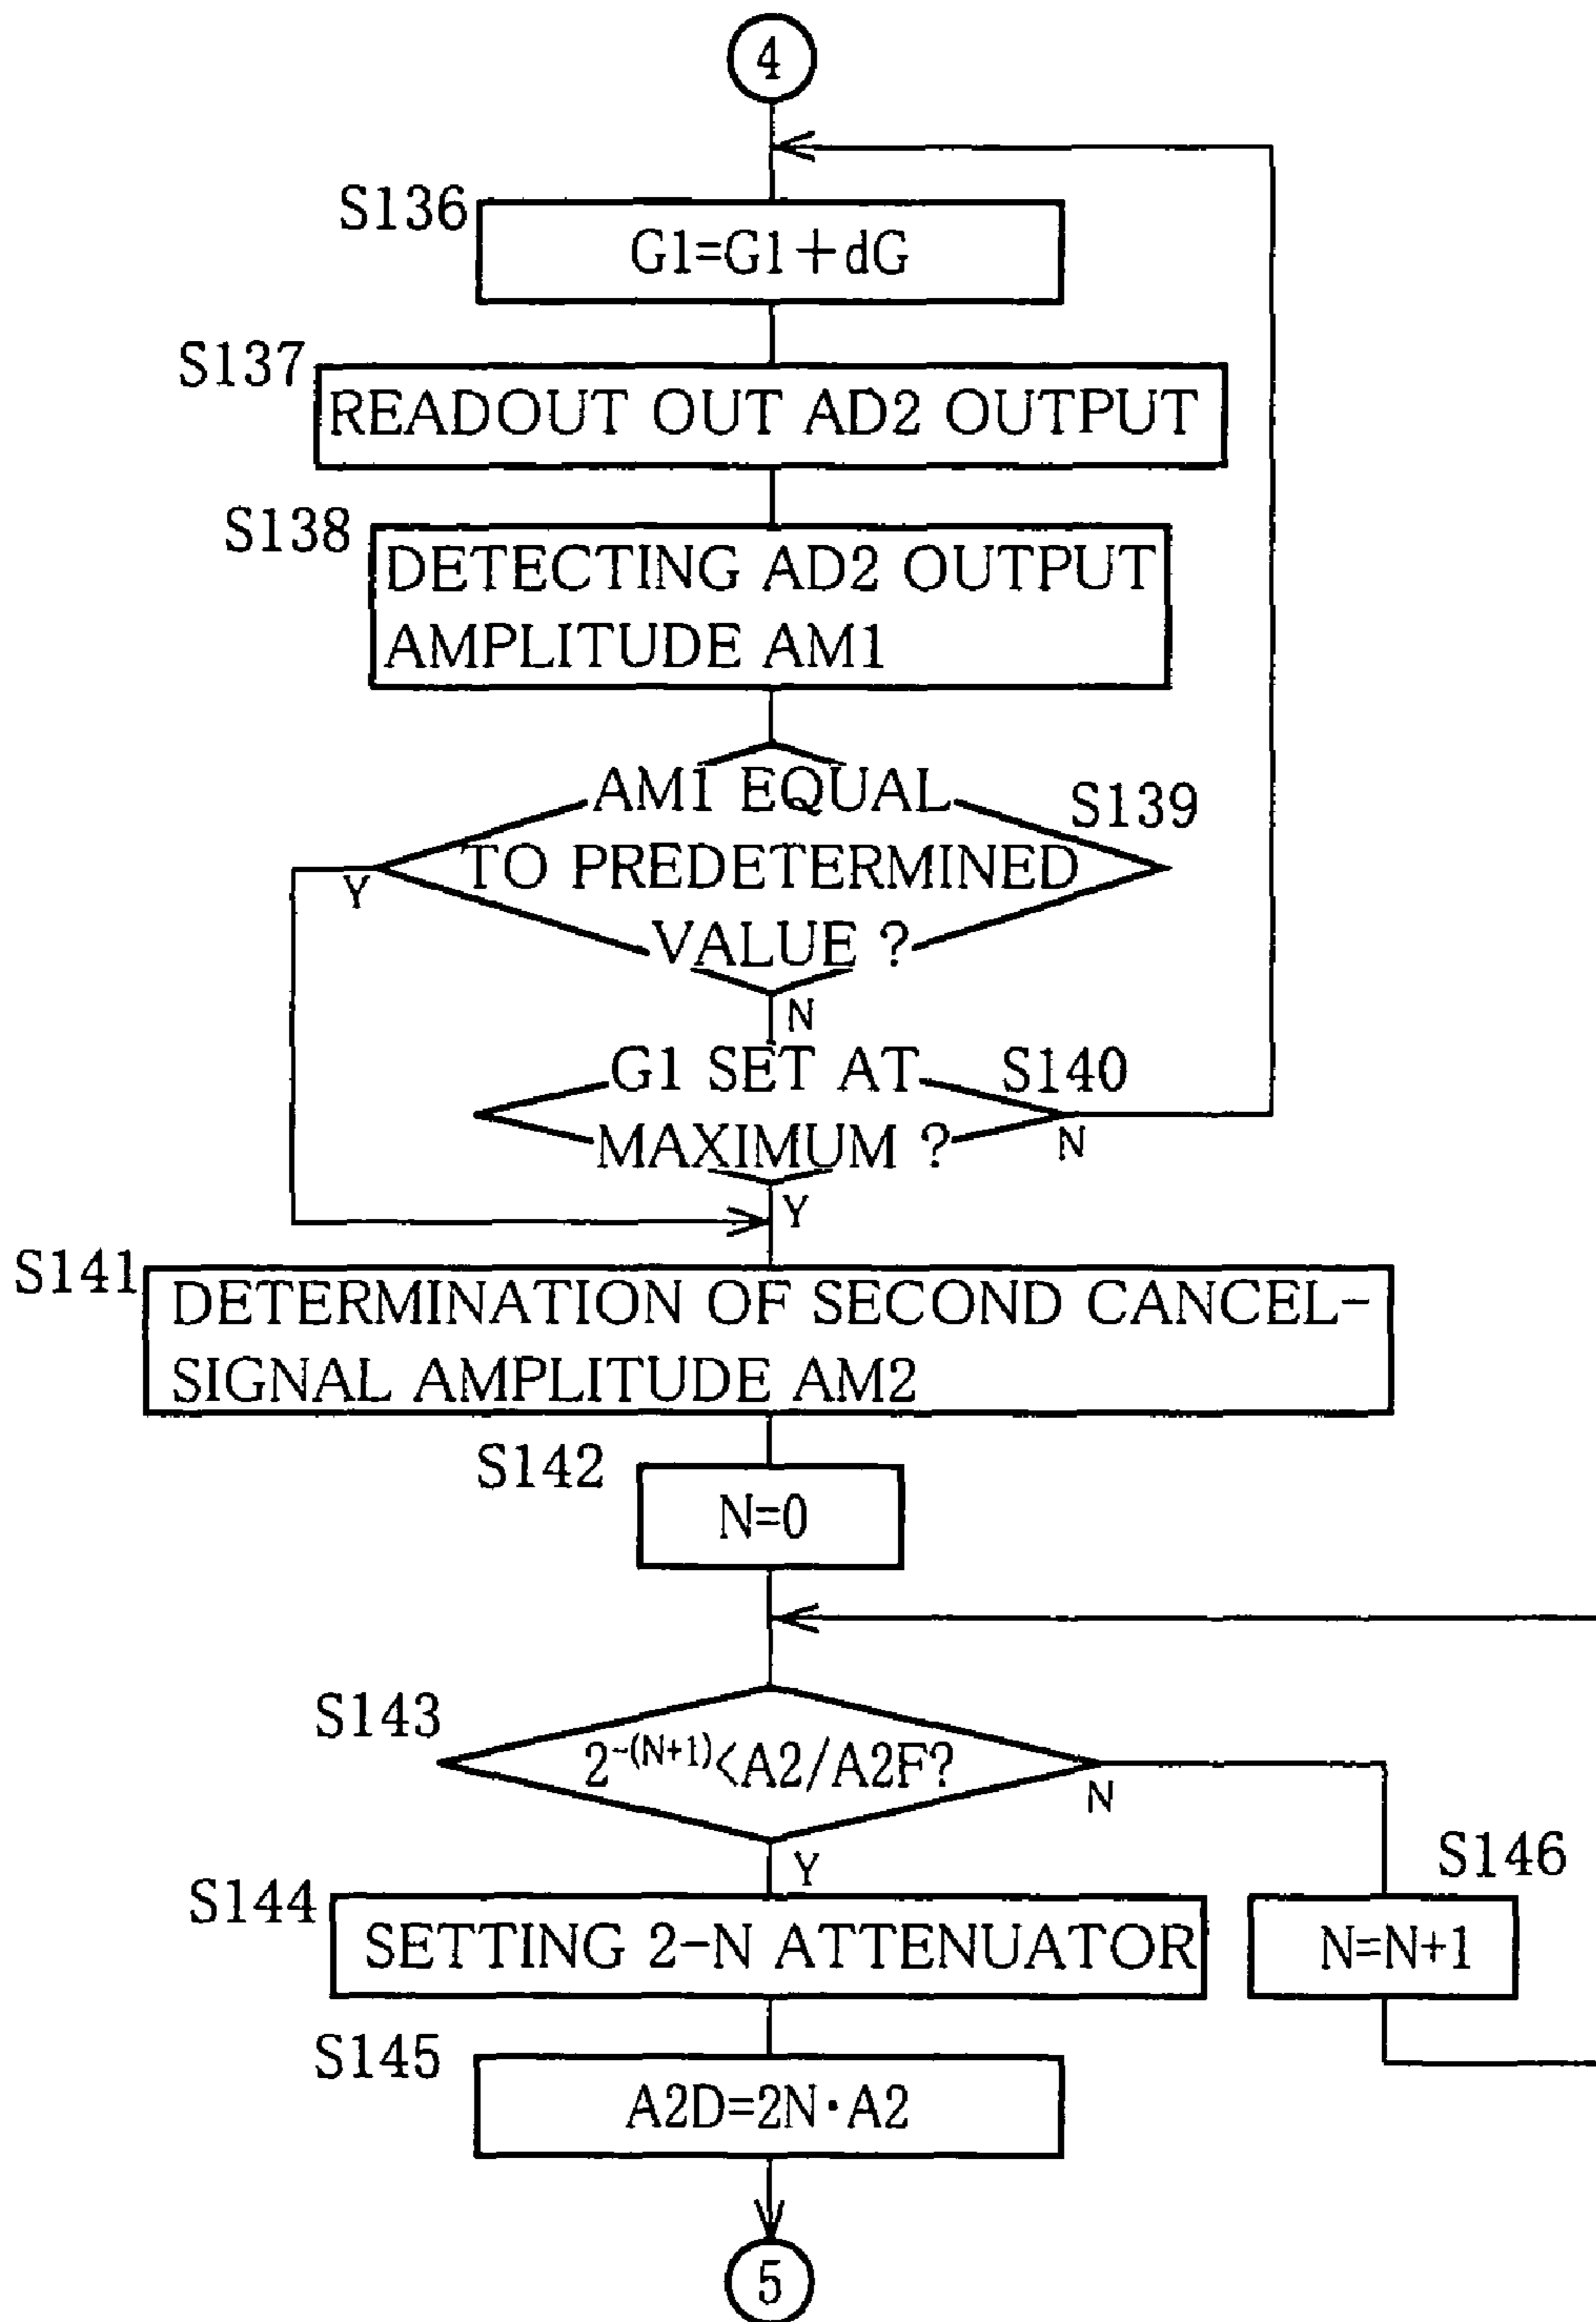 4
S136
G1=G1+dG
S137
READOUT OUT AD2 OUTPUT
S138
DETECTING AD2 OUTPUT
AMPLITUDE AM1
AM1 EQUAL
TO PREDETERMINED
VALUE ?
S139
Y
N
G1 SET AT
MAXIMUM ?
S140
N
Y
S141
DETERMINATION OF SECOND CANCEL-
SIGNAL AMPLITUDE AM2
S142
N=0
S143
2-(N+1)<A2/A2F?
N
Y
S146
N=N+1
S144
SETTING 2-N ATTENUATOR
S145
A2D=2N·A2
5